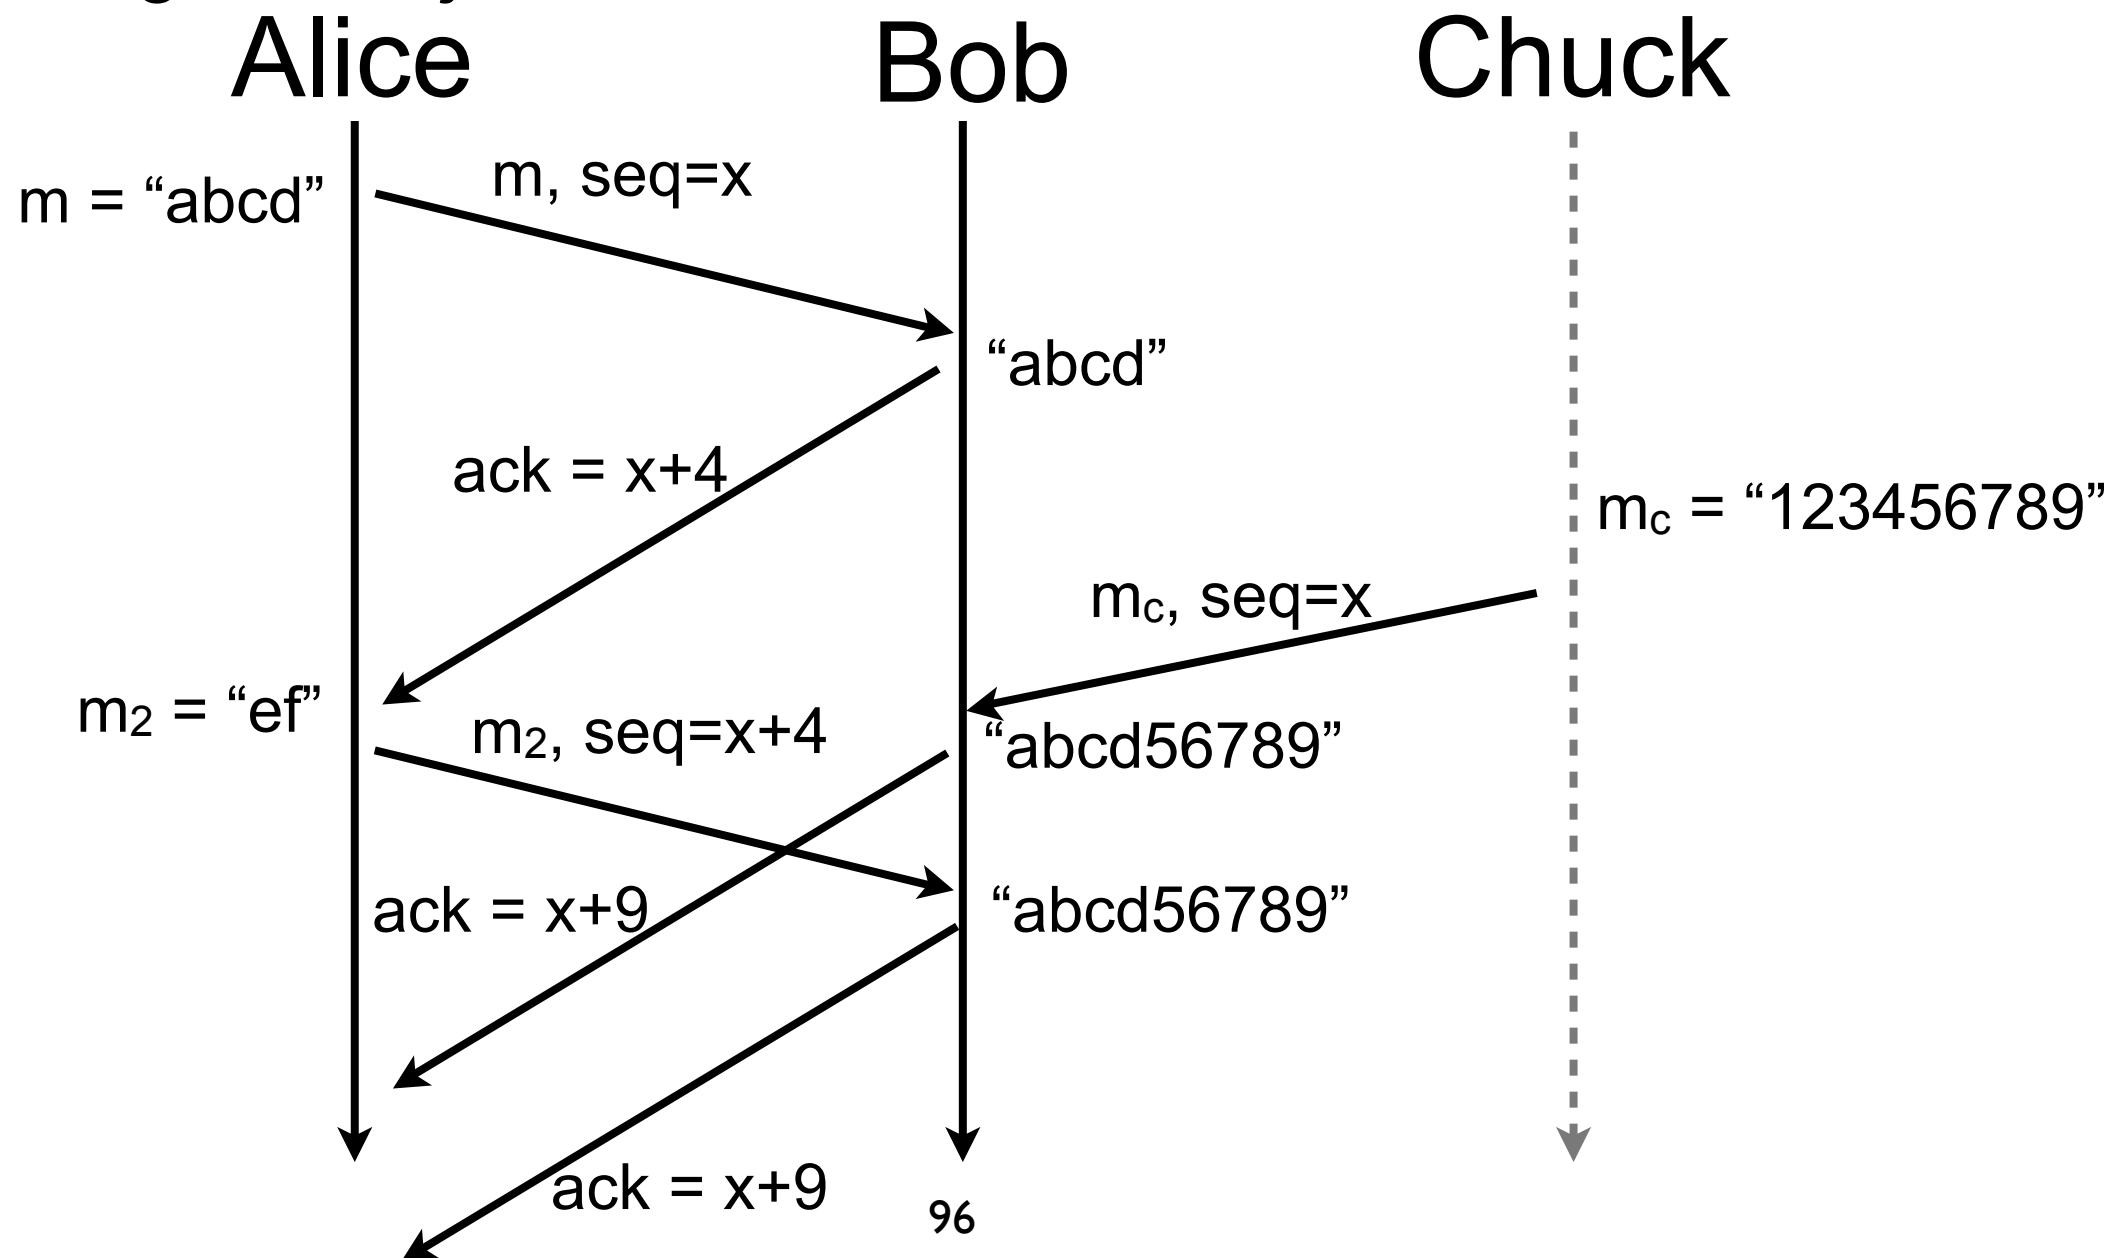 Alice
Bob
Chuck
m = “abcd”
m, seq=x
“abcd”
ack = x+4
mc = “123456789”
mc, seq=x
m2 = “ef”
m2, seq=x+4
“abcd56789”
ack = x+9
“abcd56789”
ack = x+9
96